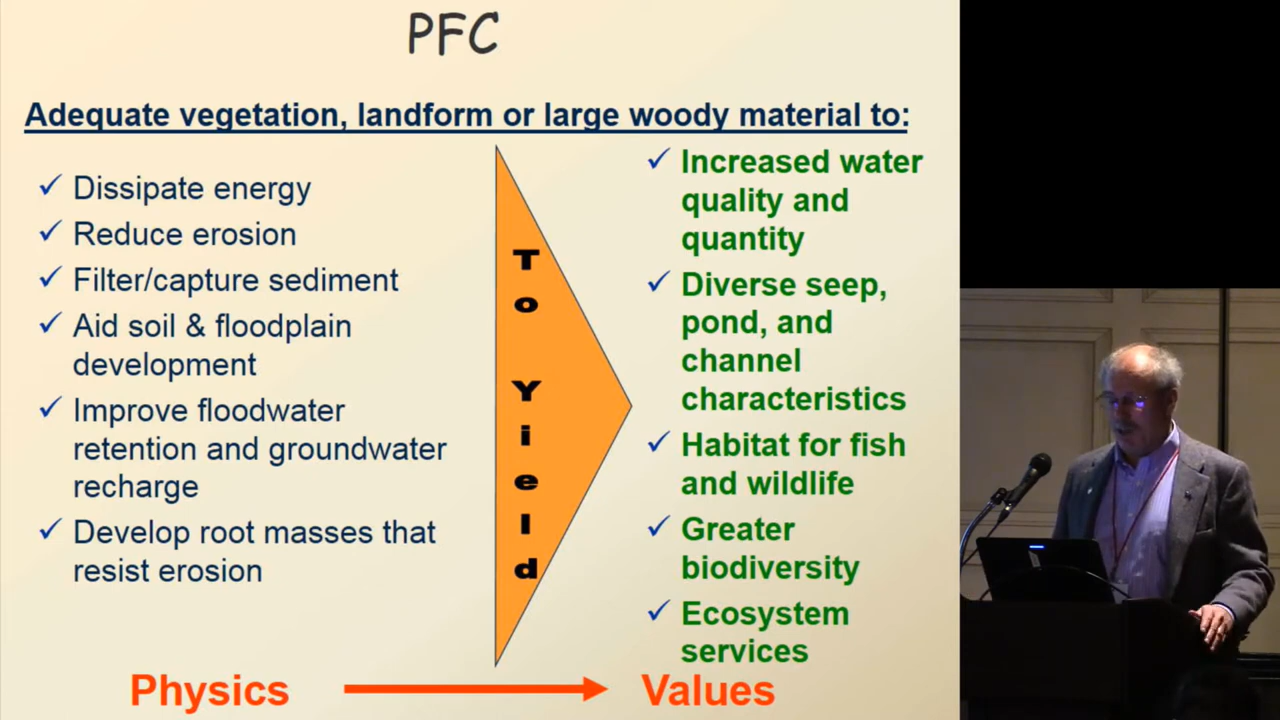 PFC
Adequate vegetation, landform or large woody material to:
✓ Dissipate energy
✓ Reduce erosion
✓ Filter/capture sediment
✓ Aid soil & floodplain
development
✓ Improve floodwater
retention and groundwater
recharge
✓ Develop root masses that
resist erosion
To Yield
✓ Increased water
quality and
quantity
✓ Diverse seep,
pond, and
channel
characteristics
✓ Habitat for fish
and wildlife
✓ Greater
biodiversity
✓ Ecosystem
services
Physics
Values